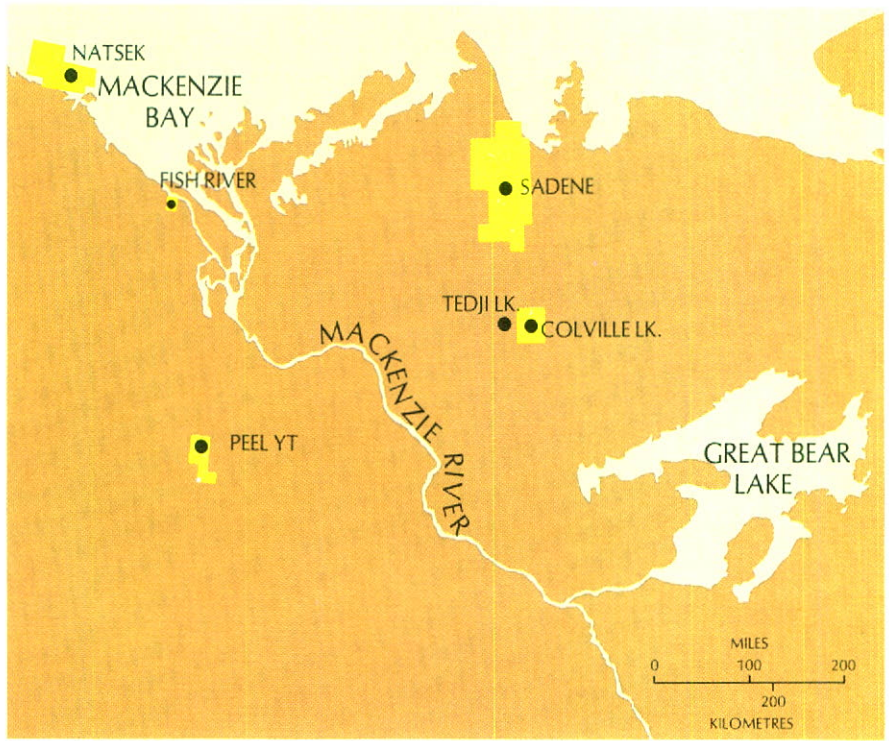 NATSEK
MACKENZIE
BAY
FISH RIVER
SADENE
TEDJI LK.
COLVILLE LK.
MACKENZIE RIVER
PEEL YT
GREAT BEAR
LAKE
MILES
0 100 200
200
KILOMETRES